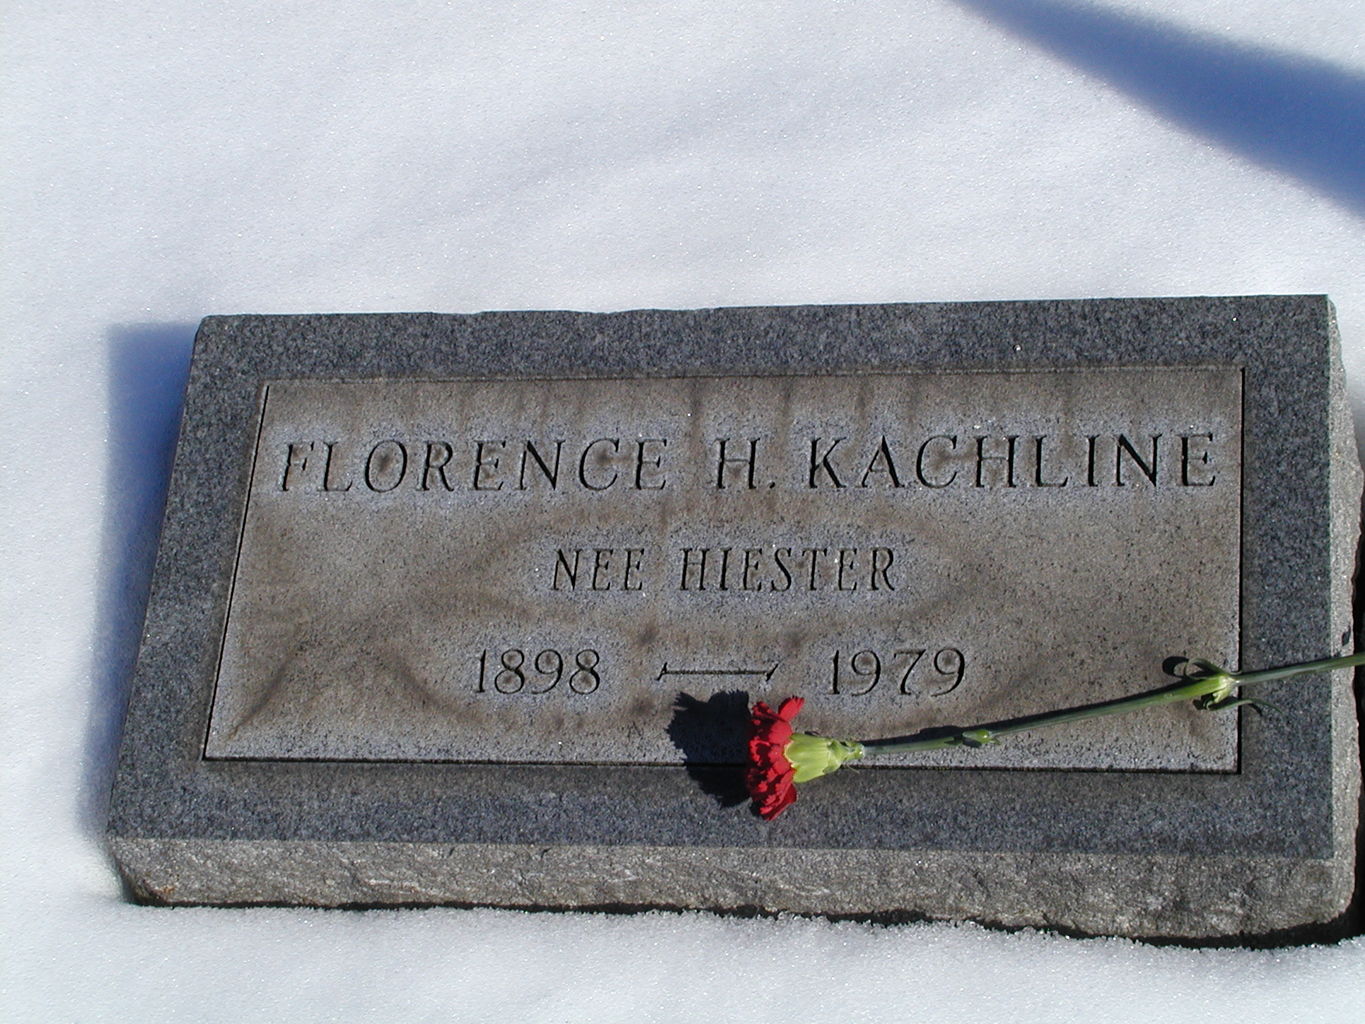 FLORENCE H. KACHLINE
NEE HIESTER
1898 — 1979